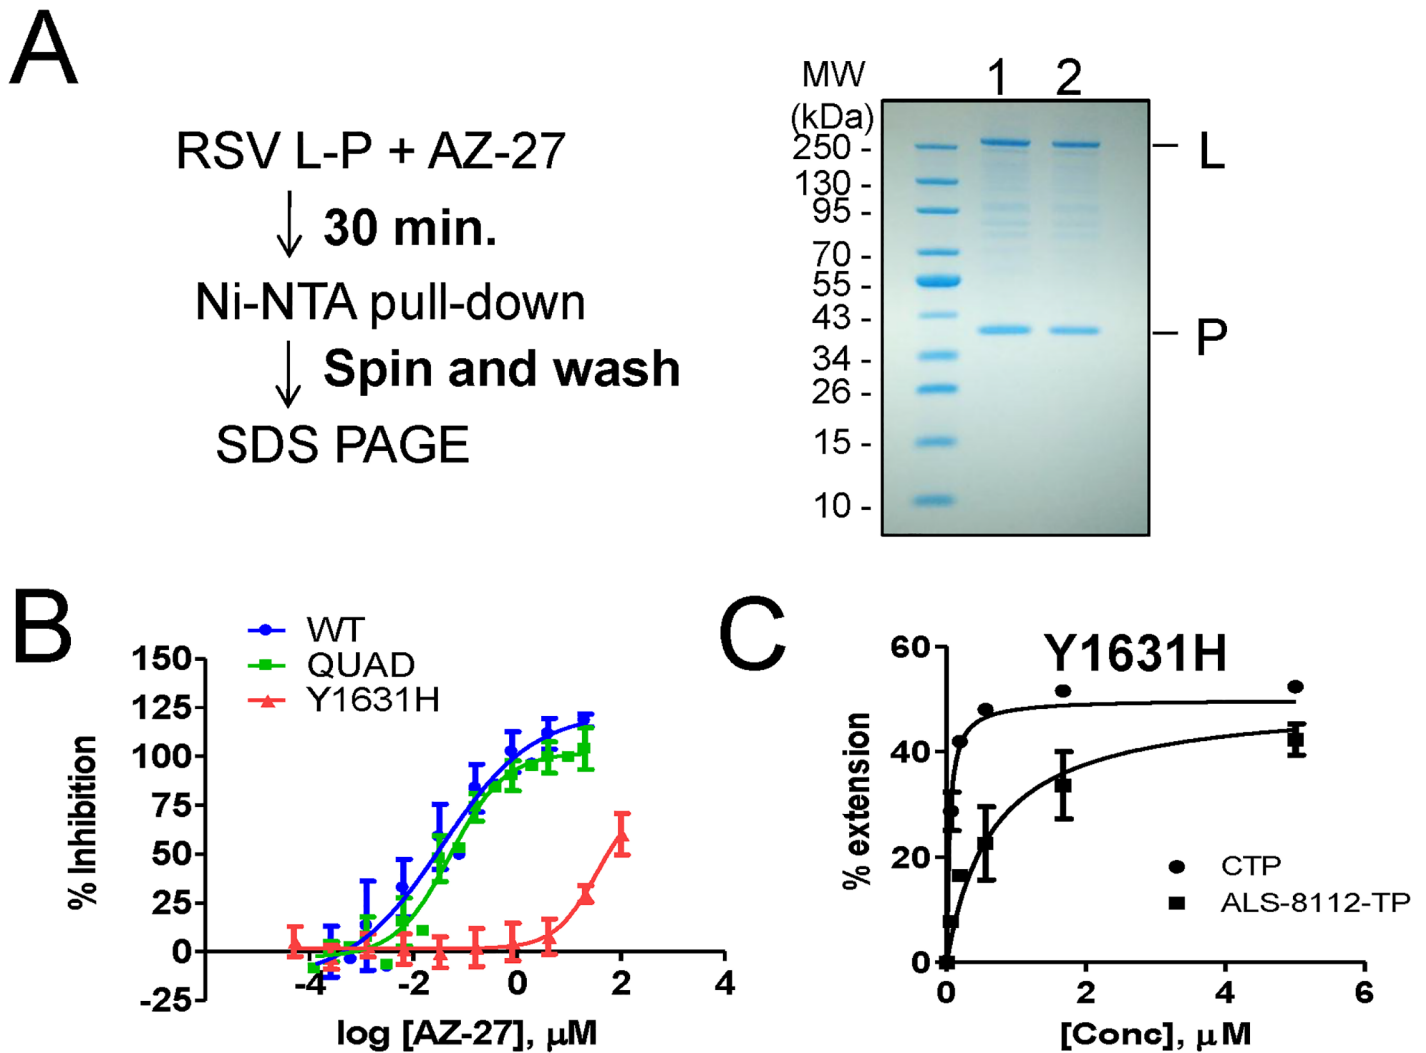 A
RSV L-P + AZ-27
30 min.
Ni-NTA pull-down
Spin and wash
SDS PAGE
MW
(kDa)
1 2
250 -
130 -
95 -
70 -
55 -
43 -
34 -
26 -
15 -
10 -
L
P
B
WT
QUAD
Y1631H
150
125
100
75
50
25
0
-25
-4 -2 0 2 4
% Inhibition
log [AZ-27], μM
C
Y1631H
60
40
20
0
0 2 4 6
% extension
CTP
ALS-8112-TP
[Conc], μM